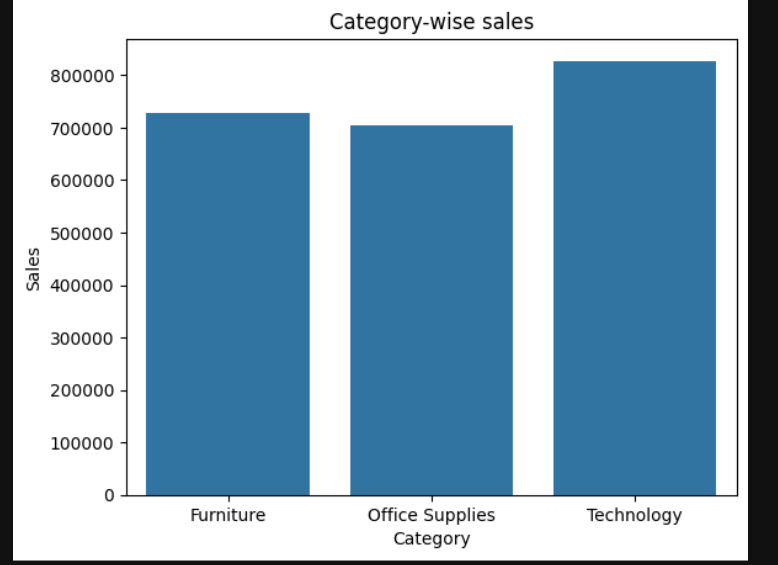 Category-wise sales
800000
700000
600000
500000
400000
300000
200000
100000
0
Sales
Furniture Office Supplies Technology
Category